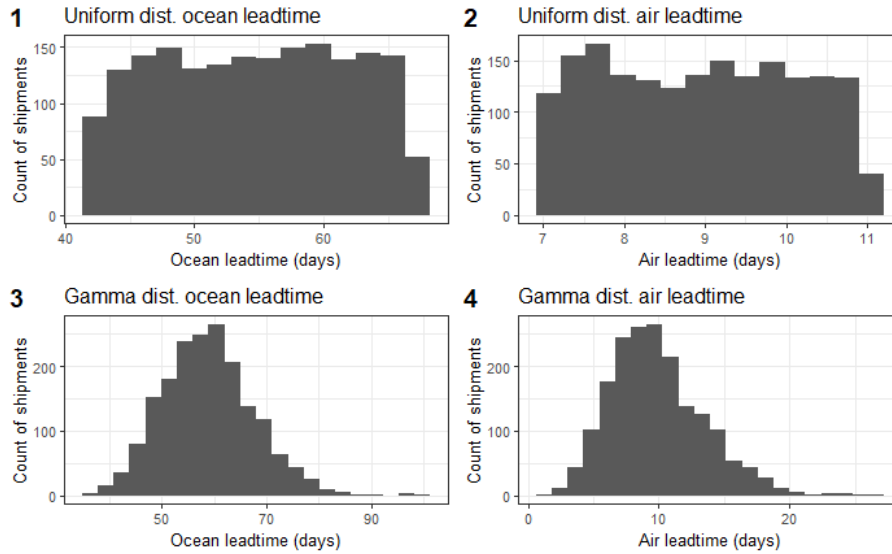 1 Uniform dist. ocean leadtime
150
100
50
0
Count of shipments
40 50 60
Ocean leadtime (days)
2 Uniform dist. air leadtime
150
100
50
0
Count of shipments
7 8 9 10 11
Air leadtime (days)
3 Gamma dist. ocean leadtime
200
100
0
Count of shipments
50 70 90
Ocean leadtime (days)
4 Gamma dist. air leadtime
200
100
0
Count of shipments
0 10 20
Air leadtime (days)